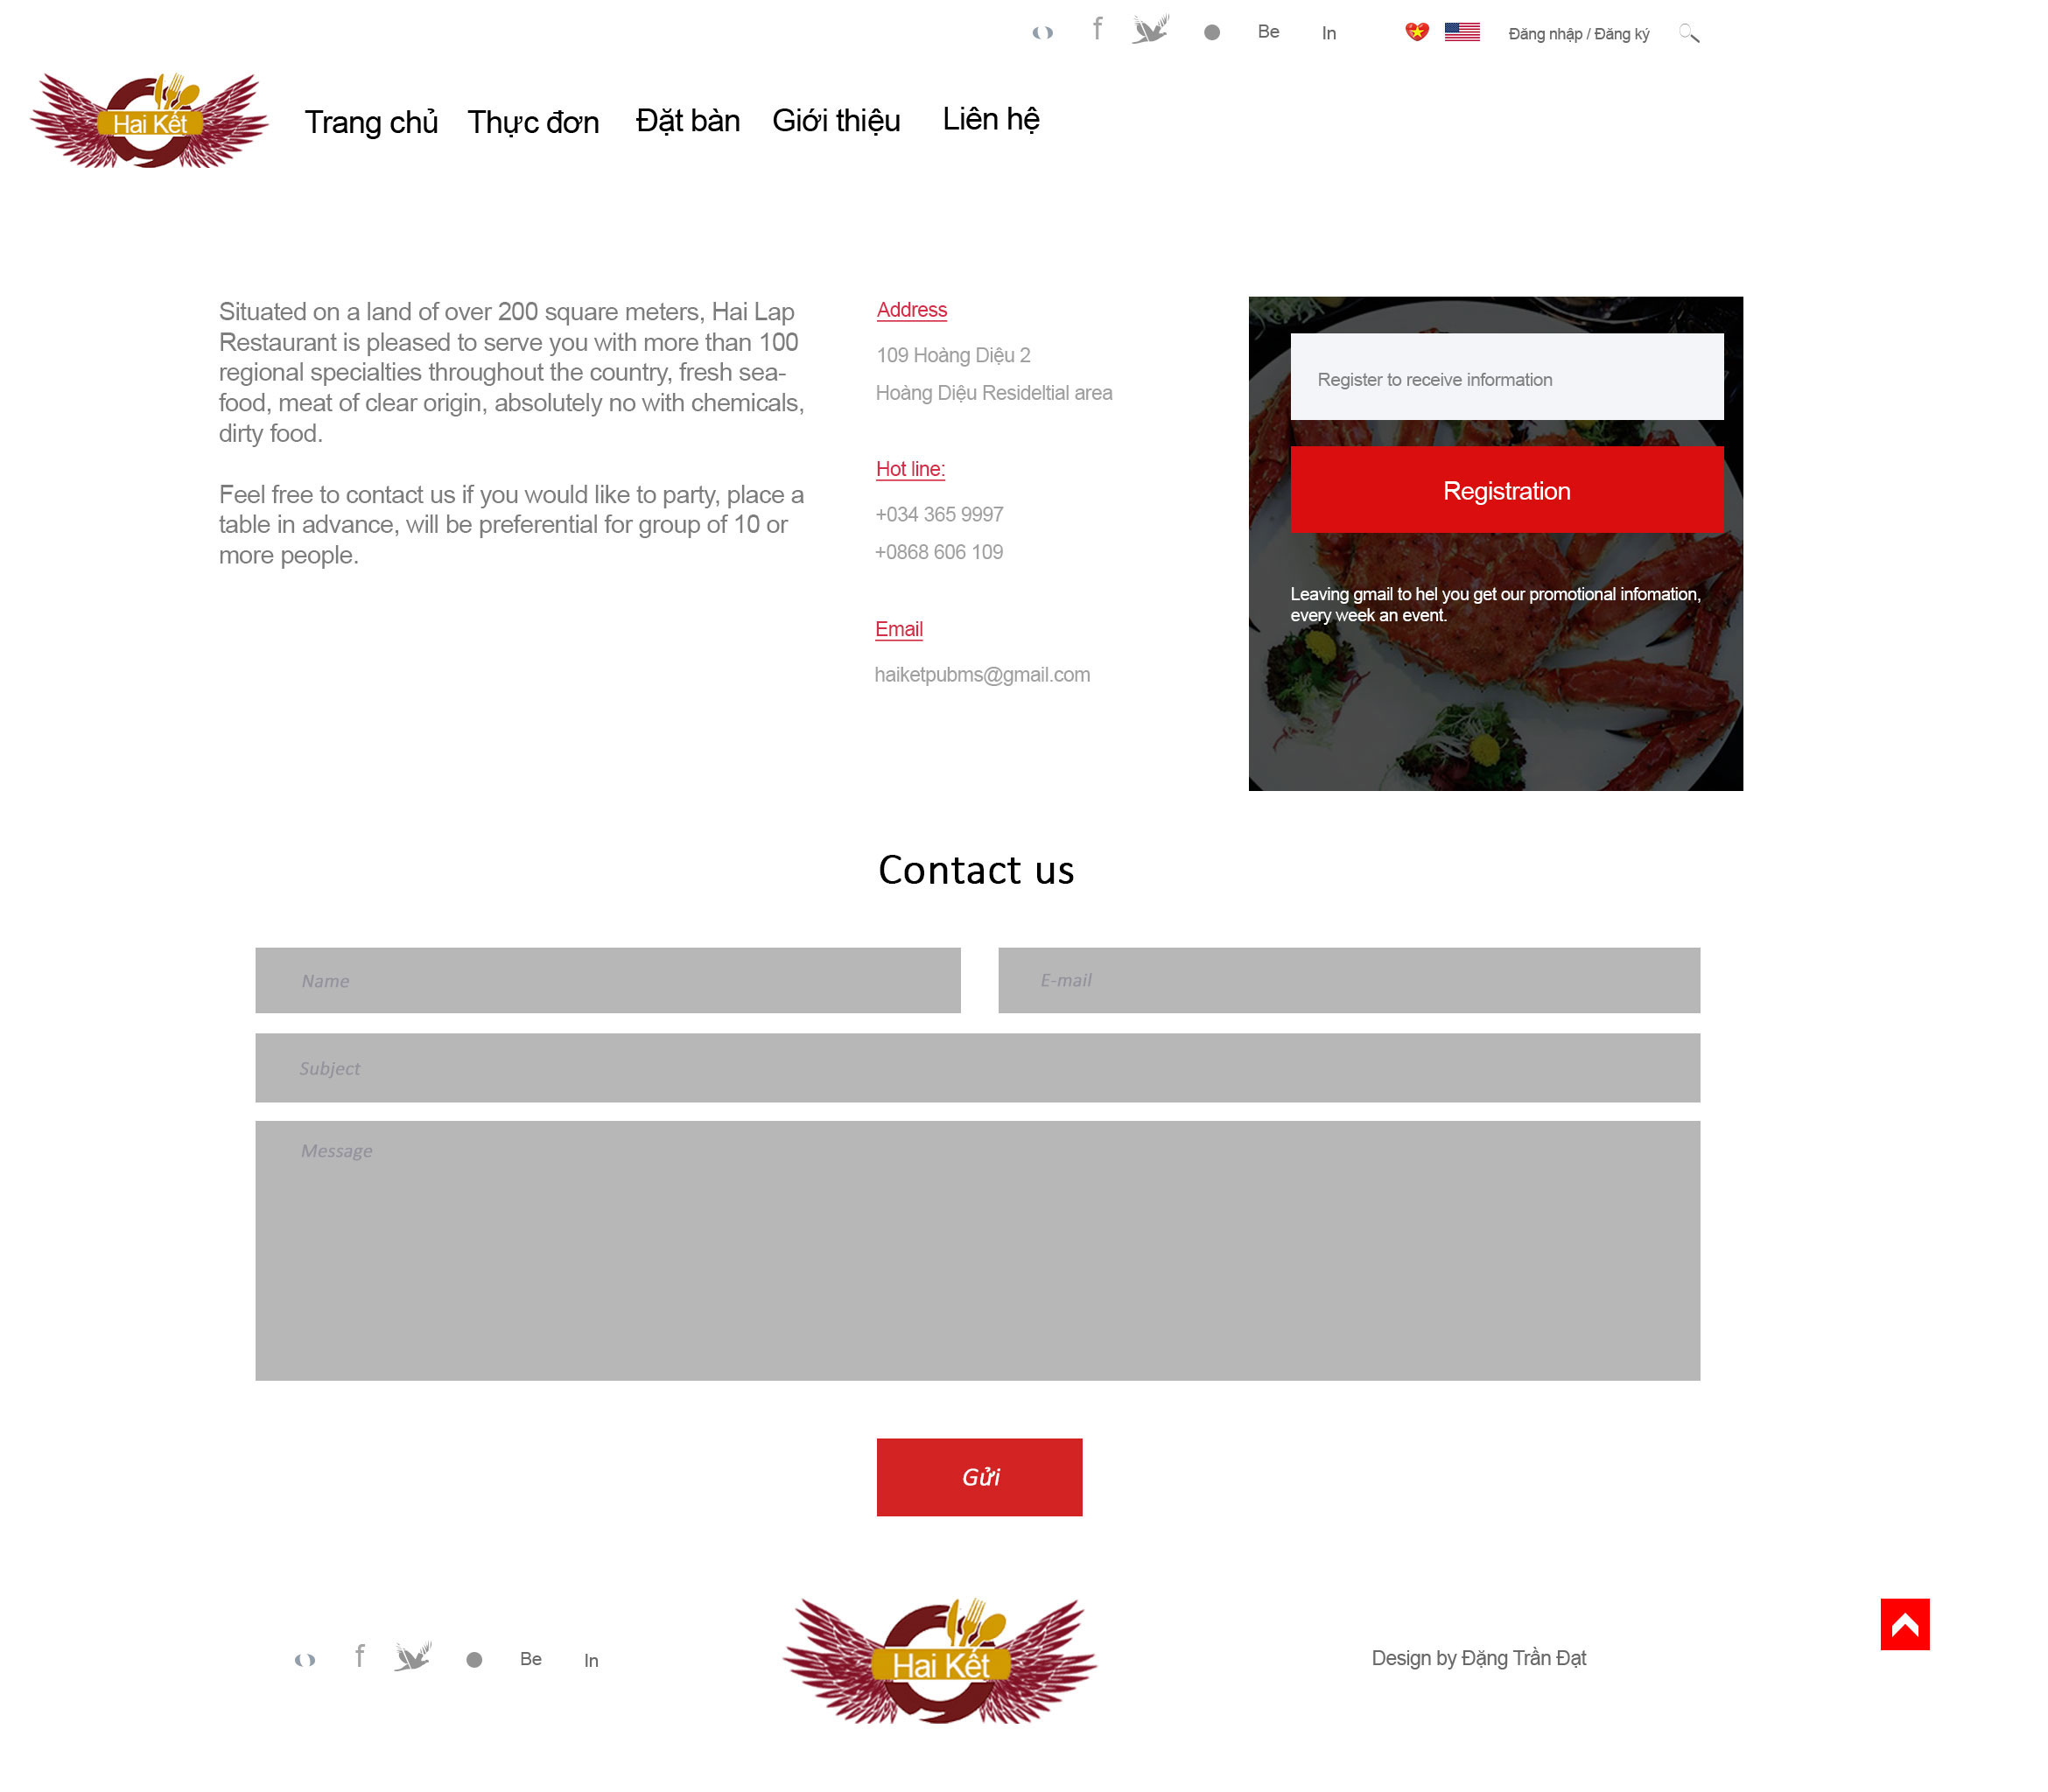 f
Be
In
Đăng nhập / Đăng ký
Hai Kết
Trang chủ
Thực đơn
Đặt bàn
Giới thiệu
Liên hệ
Situated on a land of over 200 square meters, Hai Lap
Restaurant is pleased to serve you with more than 100
regional specialties throughout the country, fresh sea-
food, meat of clear origin, absolutely no with chemicals,
dirty food.
Feel free to contact us if you would like to party, place a
table in advance, will be preferential for group of 10 or
more people.
Address
109 Hoàng Diệu 2
Hoàng Diệu Resideltial area
Hot line:
+034 365 9997
+0868 606 109
Email
haiketpubms@gmail.com
Register to receive information
Registration
Leaving gmail to hel you get our promotional infomation,
every week an event.
Contact us
Name
E-mail
Subject
Message
Gửi
f
Be
In
Hai Kết
Design by Đặng Trần Đạt